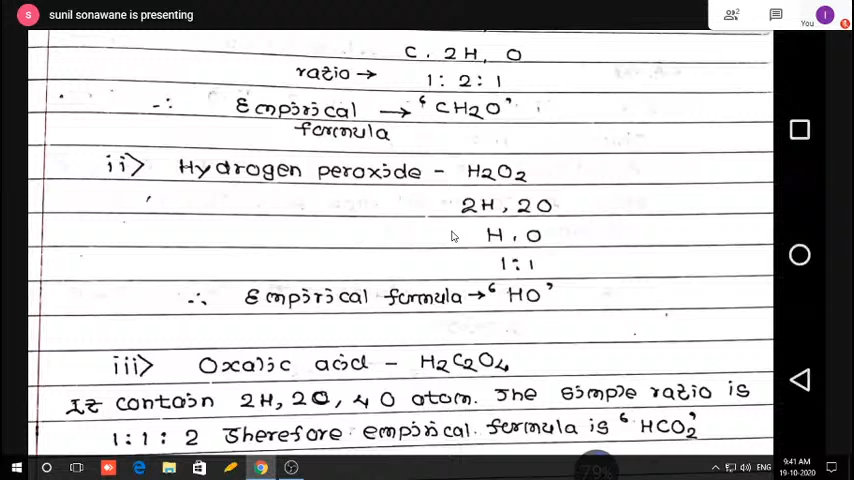 sunil sonawane is presenting
2
You
C, 2H, O
ratio → 1 : 2 : 1
∴ Empirical → ‘CH2O’
formula
ii> Hydrogen peroxide - H2O2
2H, 2O
H, O
1 : 1
∴ Empirical formula → ‘HO’
iii> Oxalic acid - H2C2O4
It contain 2H, 2C, 4 O atom. The simple ratio is
1 : 1 : 2 Therefore empirical formula is ‘HCO2’
79%
ENG
9:41 AM
19-10-2020